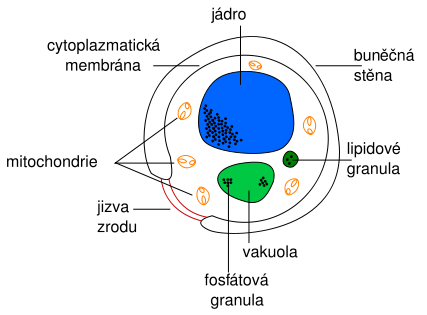 jádro
cytoplazmatická
membrána
buněčná
stěna
mitochondrie
lipidové
granula
jizva
zrodu
vakuola
fosfátová
granula